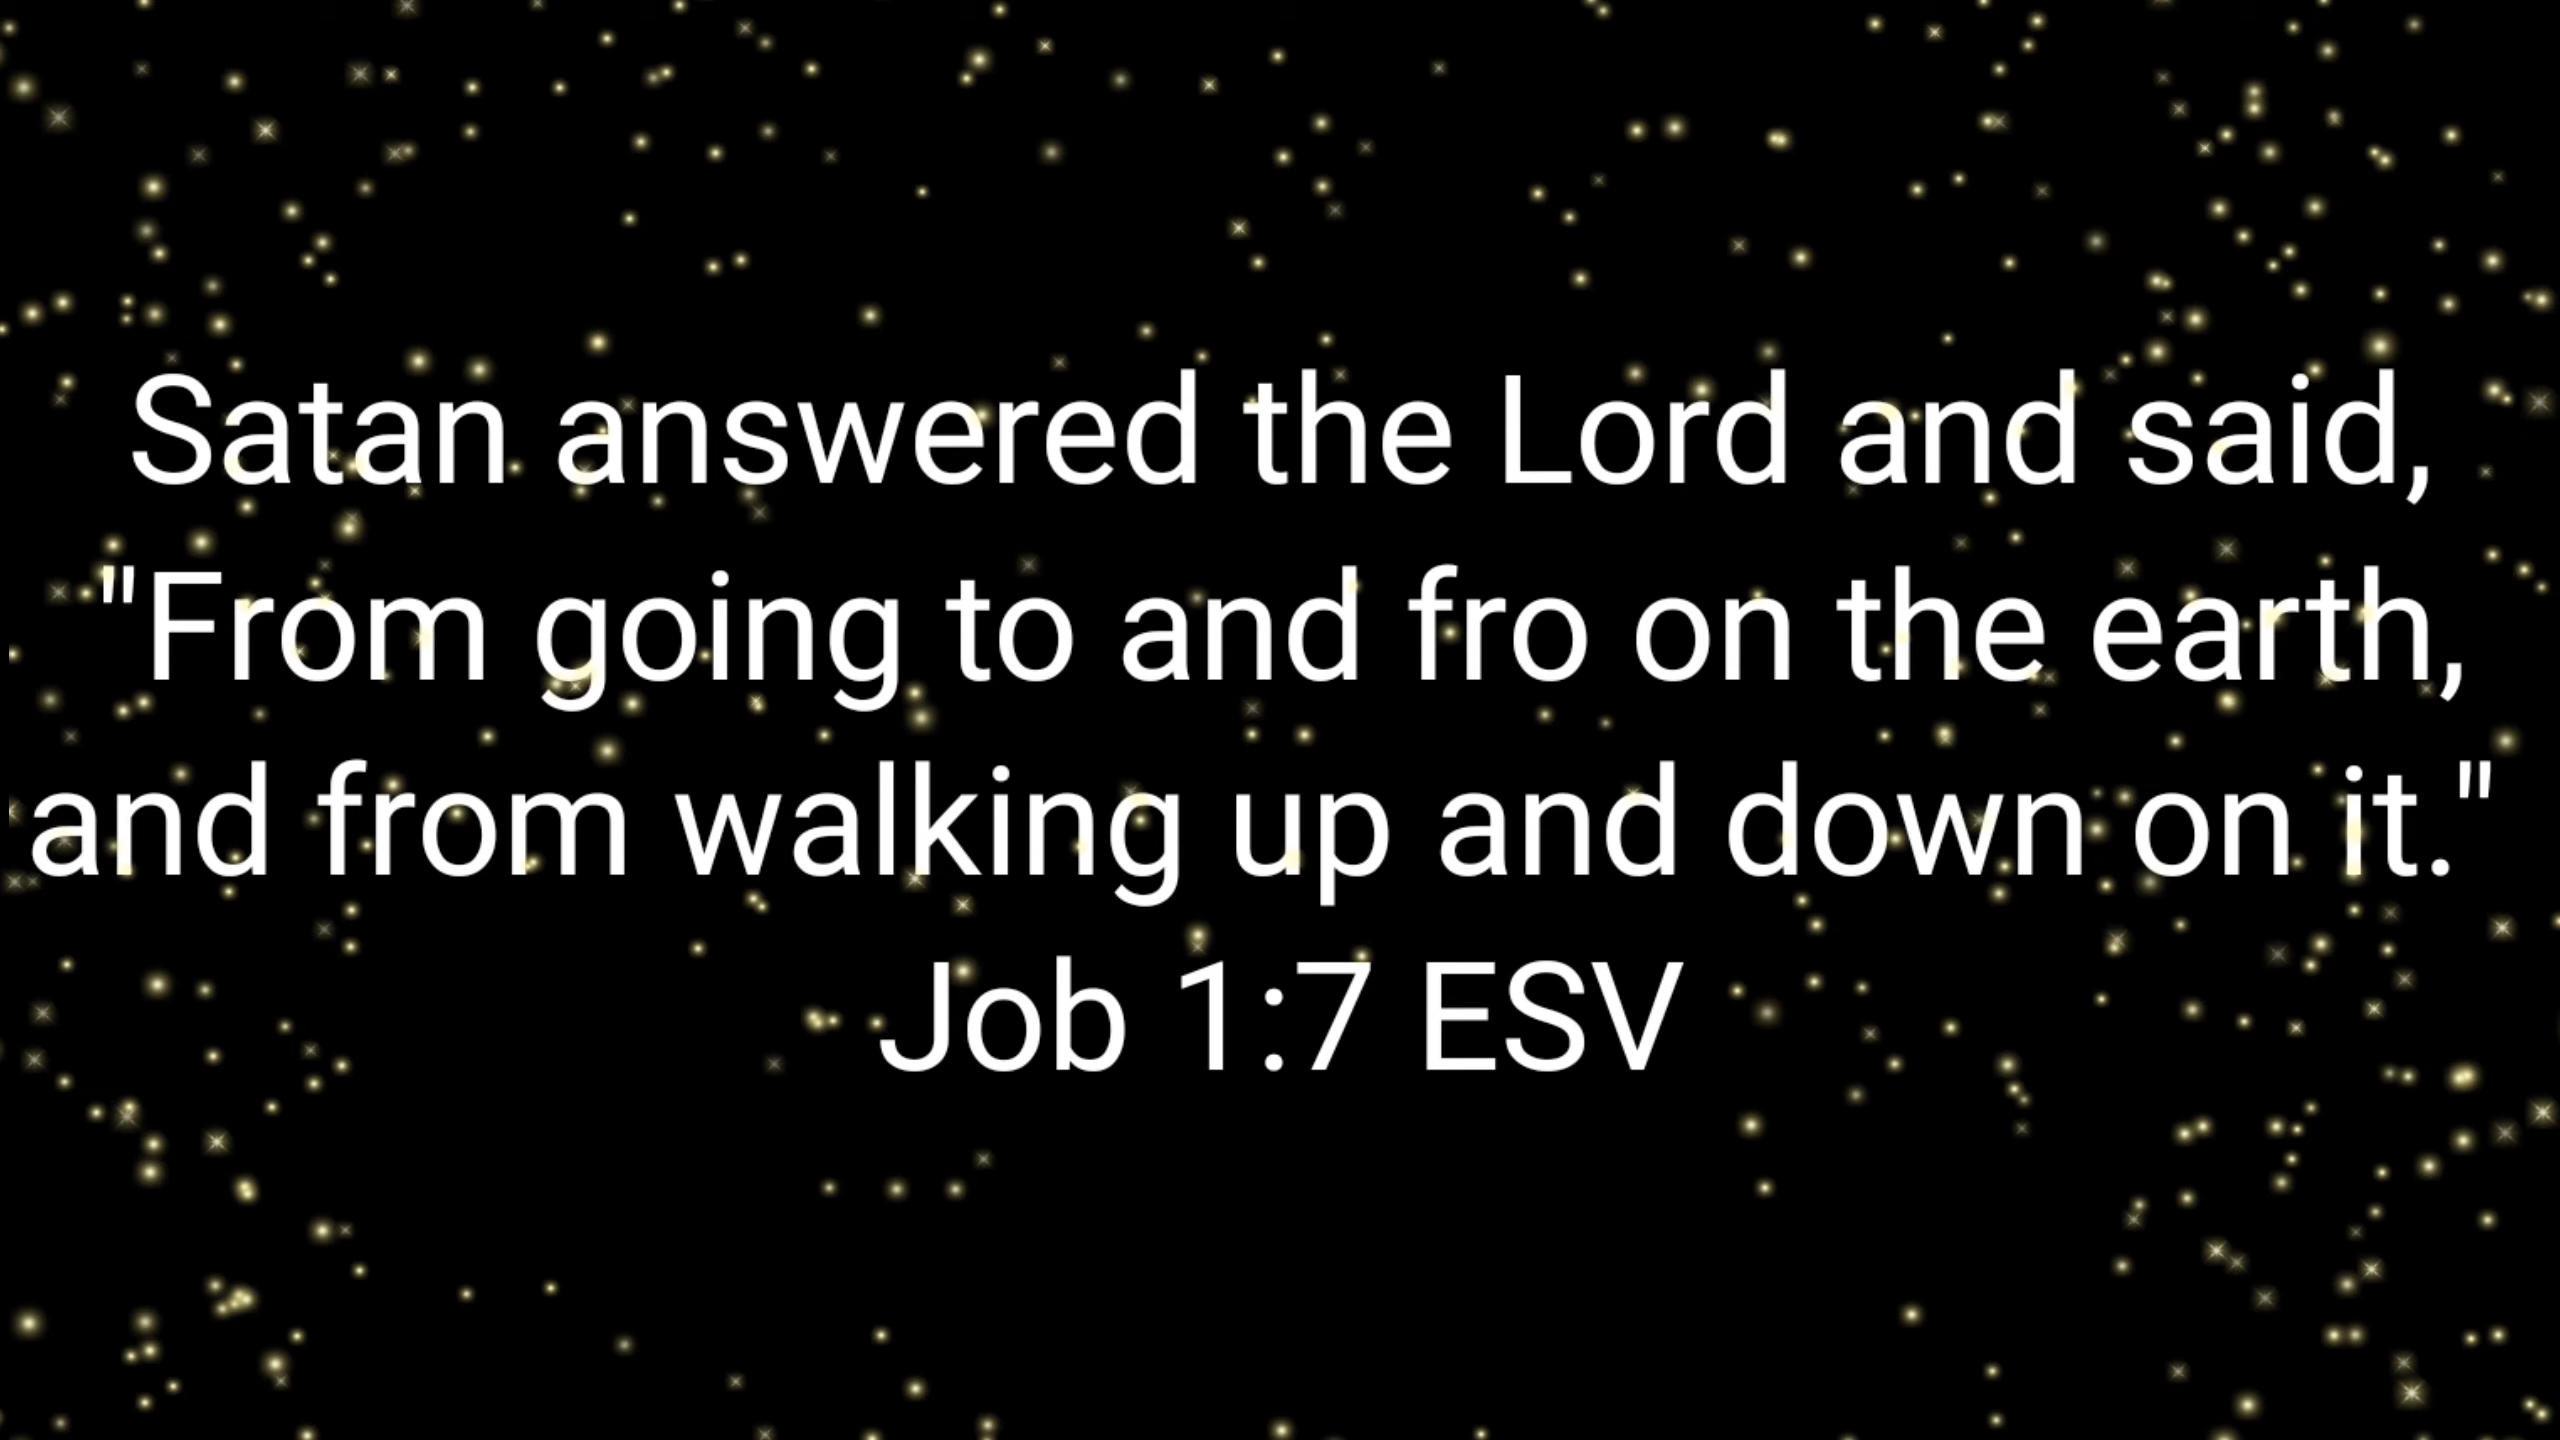 Satan answered the Lord and said,
"From going to and fro on the earth,
and from walking up and down on it."
Job 1:7 ESV